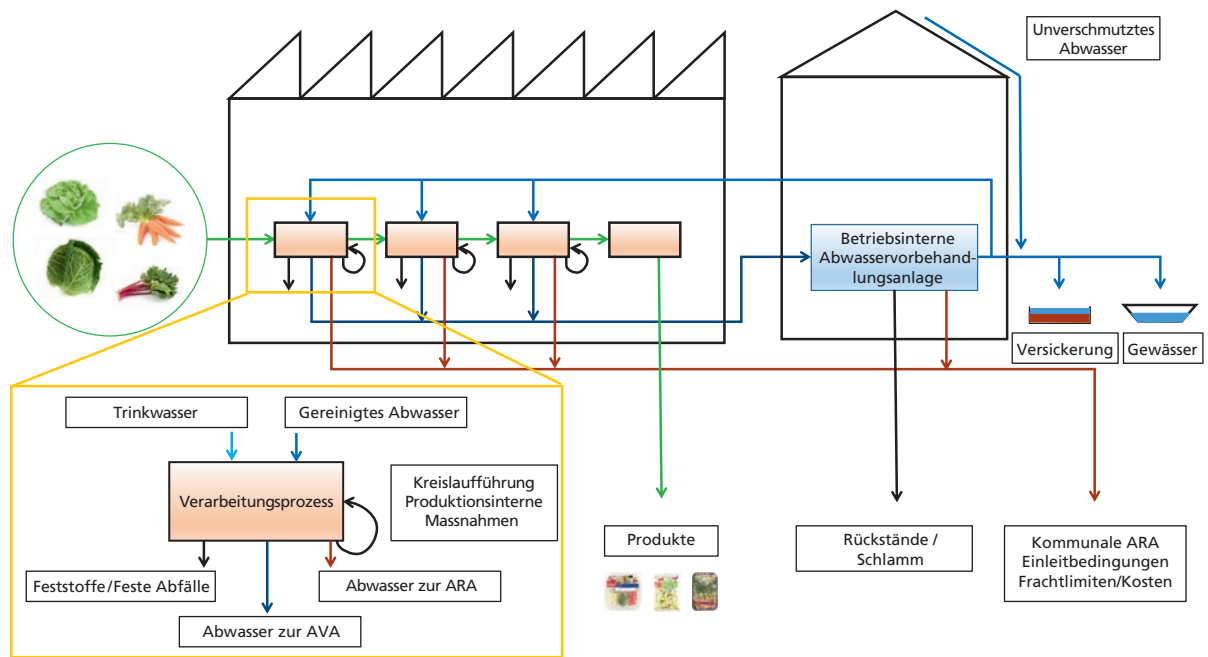 Unverschmutztes
Abwasser
Betriebsinterne
Abwasservorbehand-
lungsanlage
Versickerung
Gewässer
Trinkwasser
Gereinigtes Abwasser
Verarbeitungsprozess
Kreislaufführung
Produktionsinterne
Massnahmen
Feststoffe/Feste Abfälle
Abwasser zur ARA
Abwasser zur AVA
Produkte
Rückstände /
Schlamm
Kommunale ARA
Einleitbedingungen
Frachtlimiten/Kosten